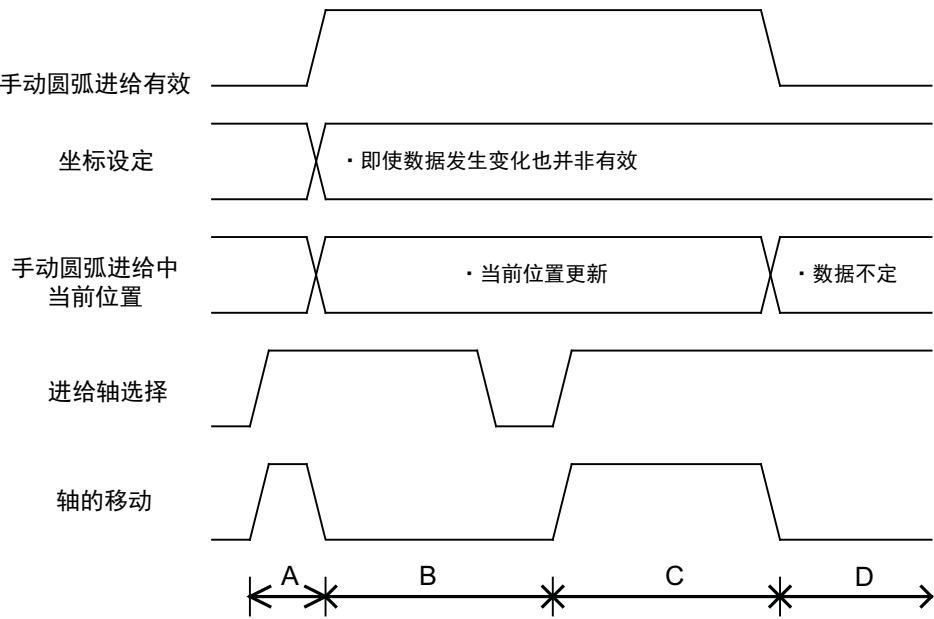 手动圆弧进给有效
坐标设定
・即使数据发生变化也并非有效
手动圆弧进给中
当前位置
・当前位置更新
・数据不定
进给轴选择
轴的移动
A
B
C
D